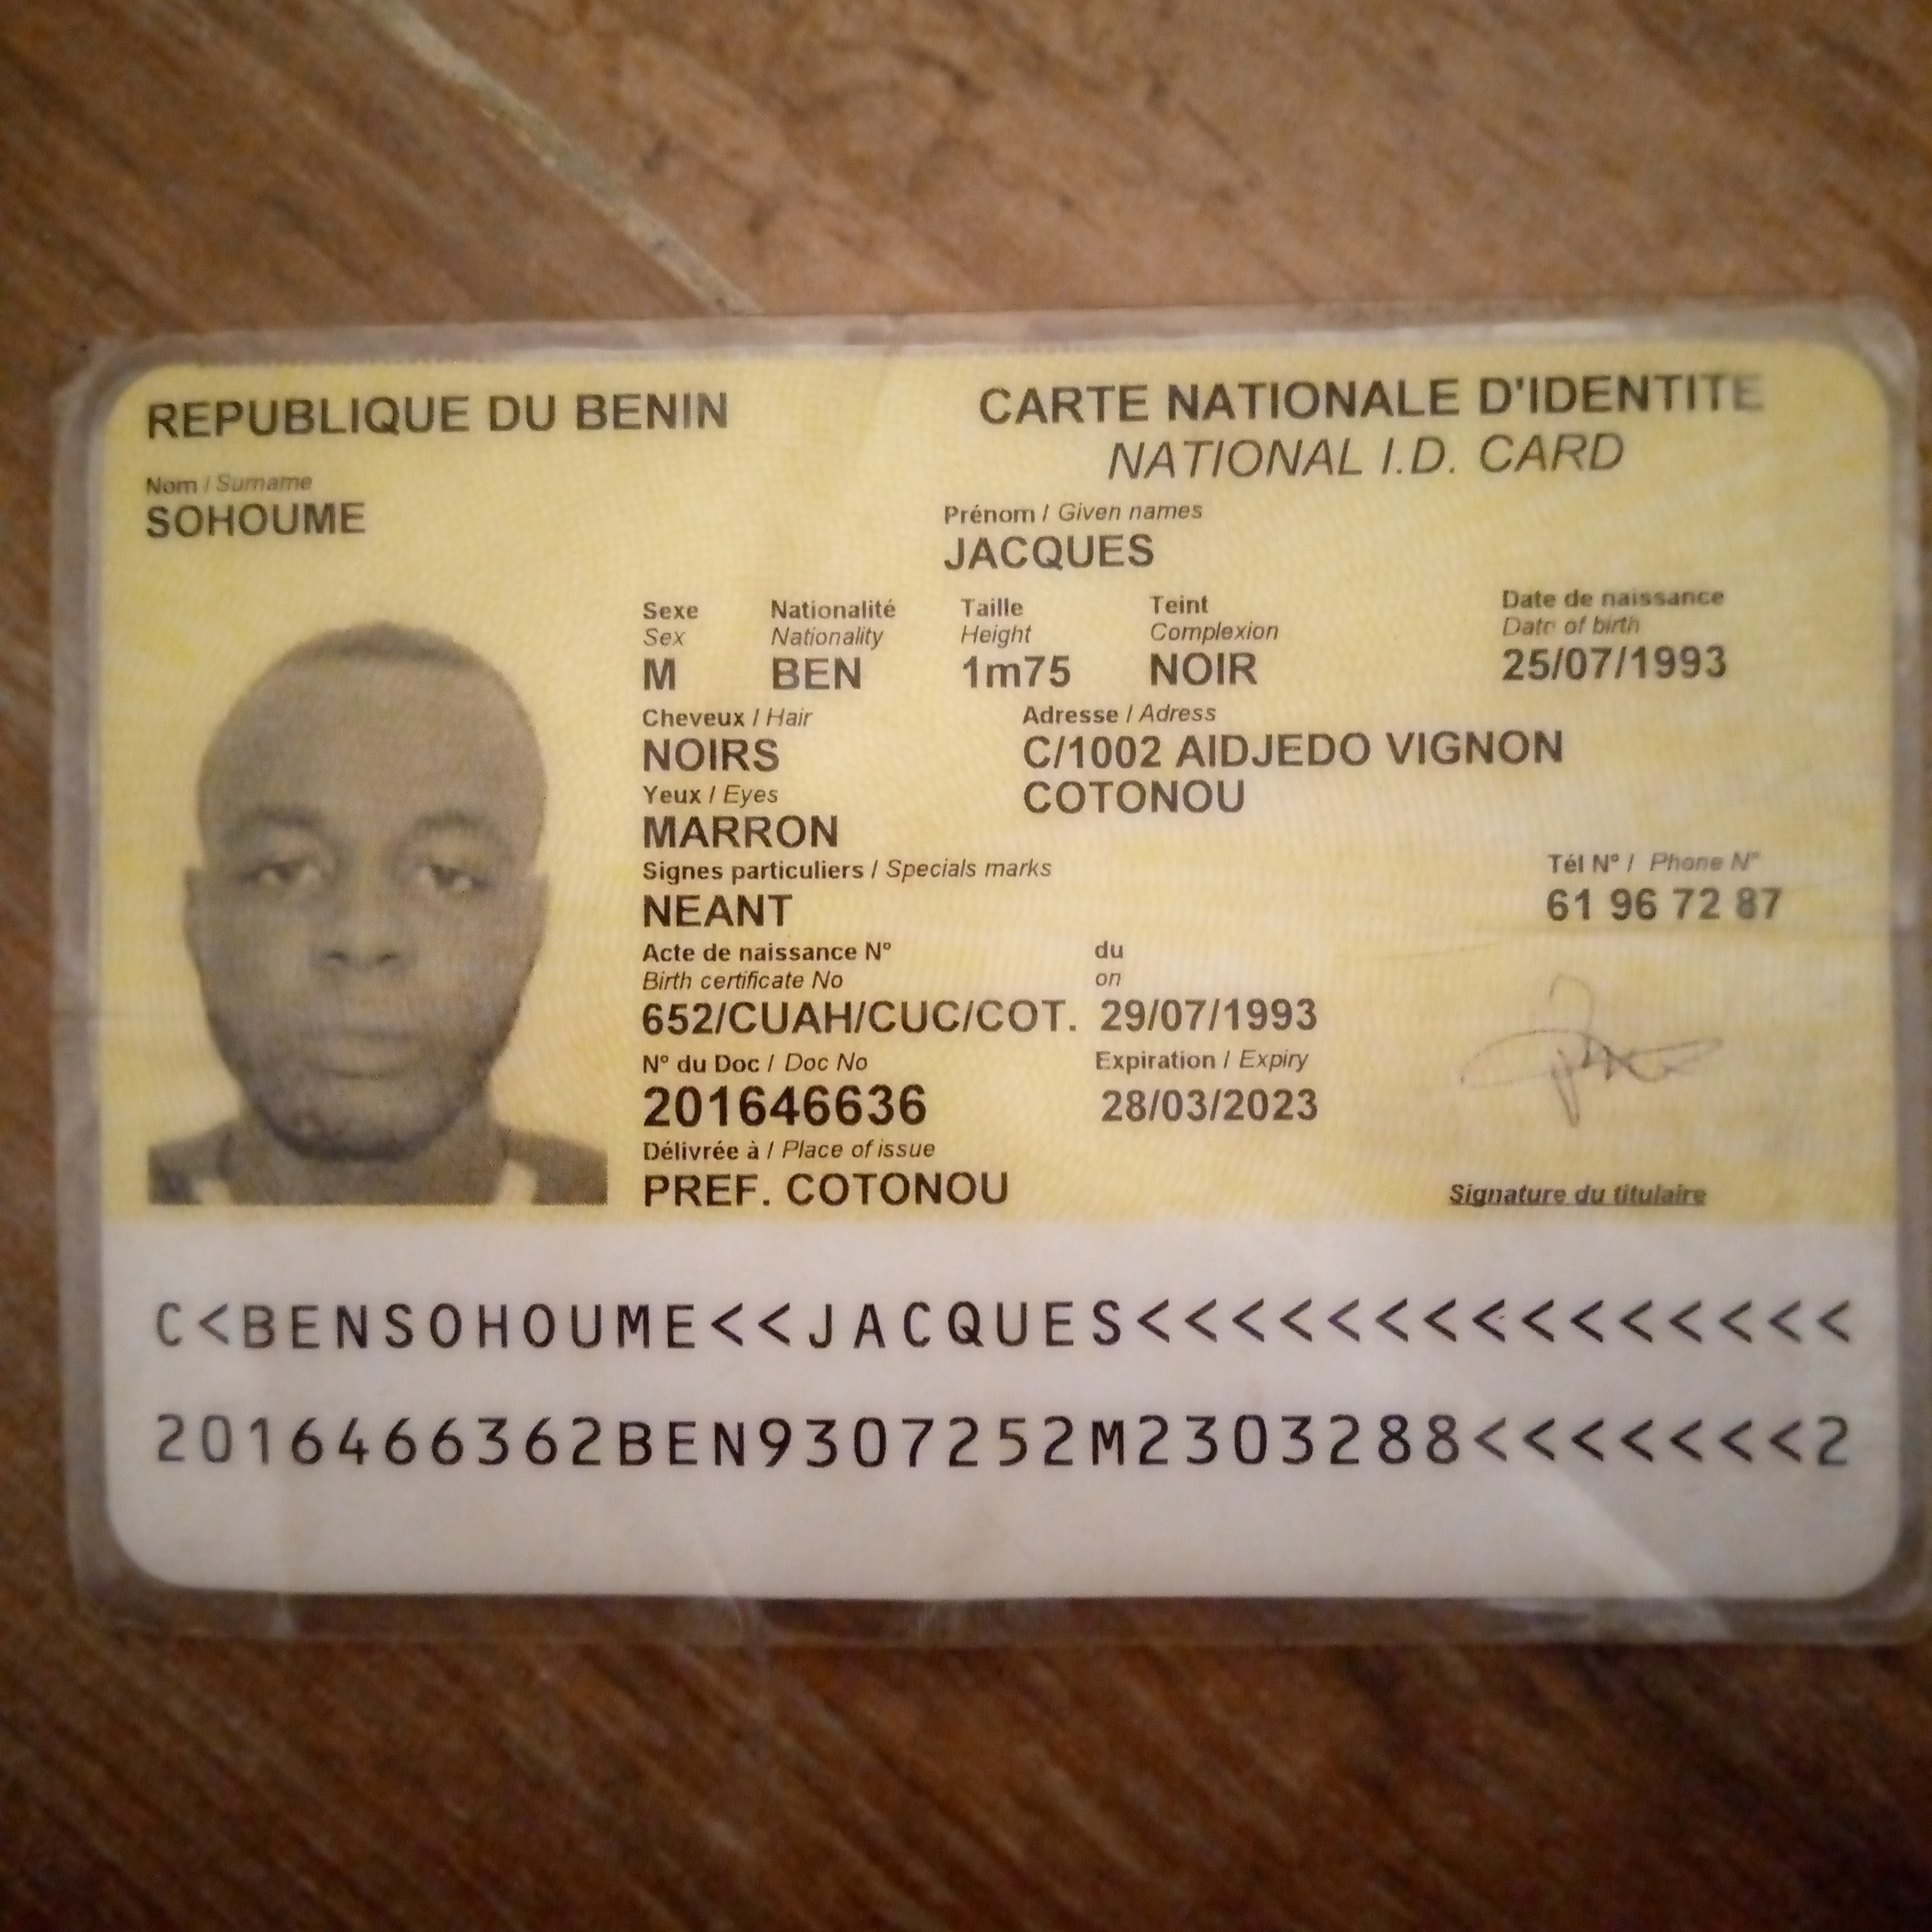 REPUBLIQUE DU BENIN
CARTE NATIONALE D'IDENTITE
NATIONAL I.D. CARD
Nom / Surname
SOHOUME
Prénom / Given names
JACQUES
Sexe Nationalité Taille Teint Date de naissance
Sex Nationality Height Complexion Date of birth
M BEN 1m75 NOIR 25/07/1993
Cheveux / Hair Adresse / Adress
NOIRS C/1002 AIDJEDO VIGNON
Yeux / Eyes COTONOU
MARRON
Signes particuliers / Specials marks Tél N° / Phone N°
NEANT 61 96 72 87
Acte de naissance N° du
Birth certificate No on
652/CUAH/CUC/COT. 29/07/1993
N° du Doc / Doc No Expiration / Expiry
201646636 28/03/2023
Délivrée à / Place of issue
PREF. COTONOU Signature du titulaire
C<BENSOHOUME<<JACQUES<<<<<<<<<<<<<<<<
2016466362BEN9307252M2303288<<<<<<<2